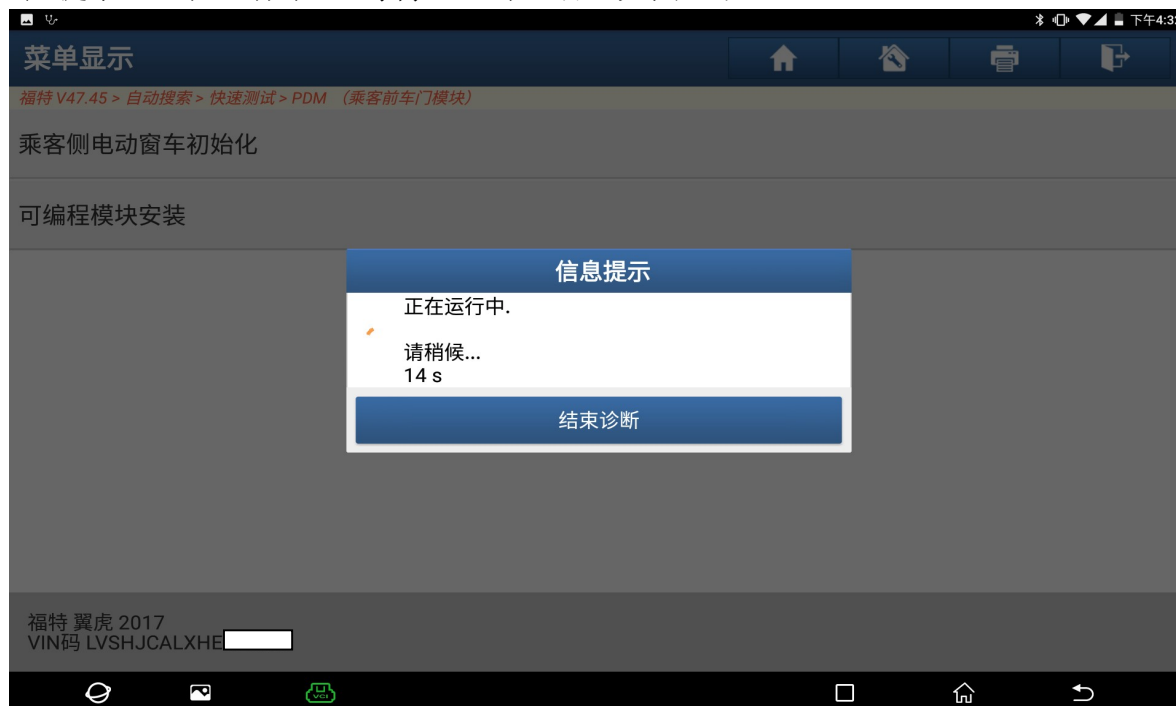 下午4:3
菜单显示
福特 V47.45 > 自动搜索 > 快速测试 > PDM （乘客前车门模块）
乘客侧电动窗车初始化
可编程模块安装
信息提示
正在运行中.
请稍候...
14 s
结束诊断
福特 翼虎 2017
VIN码 LVSHJCALXHE
VCI